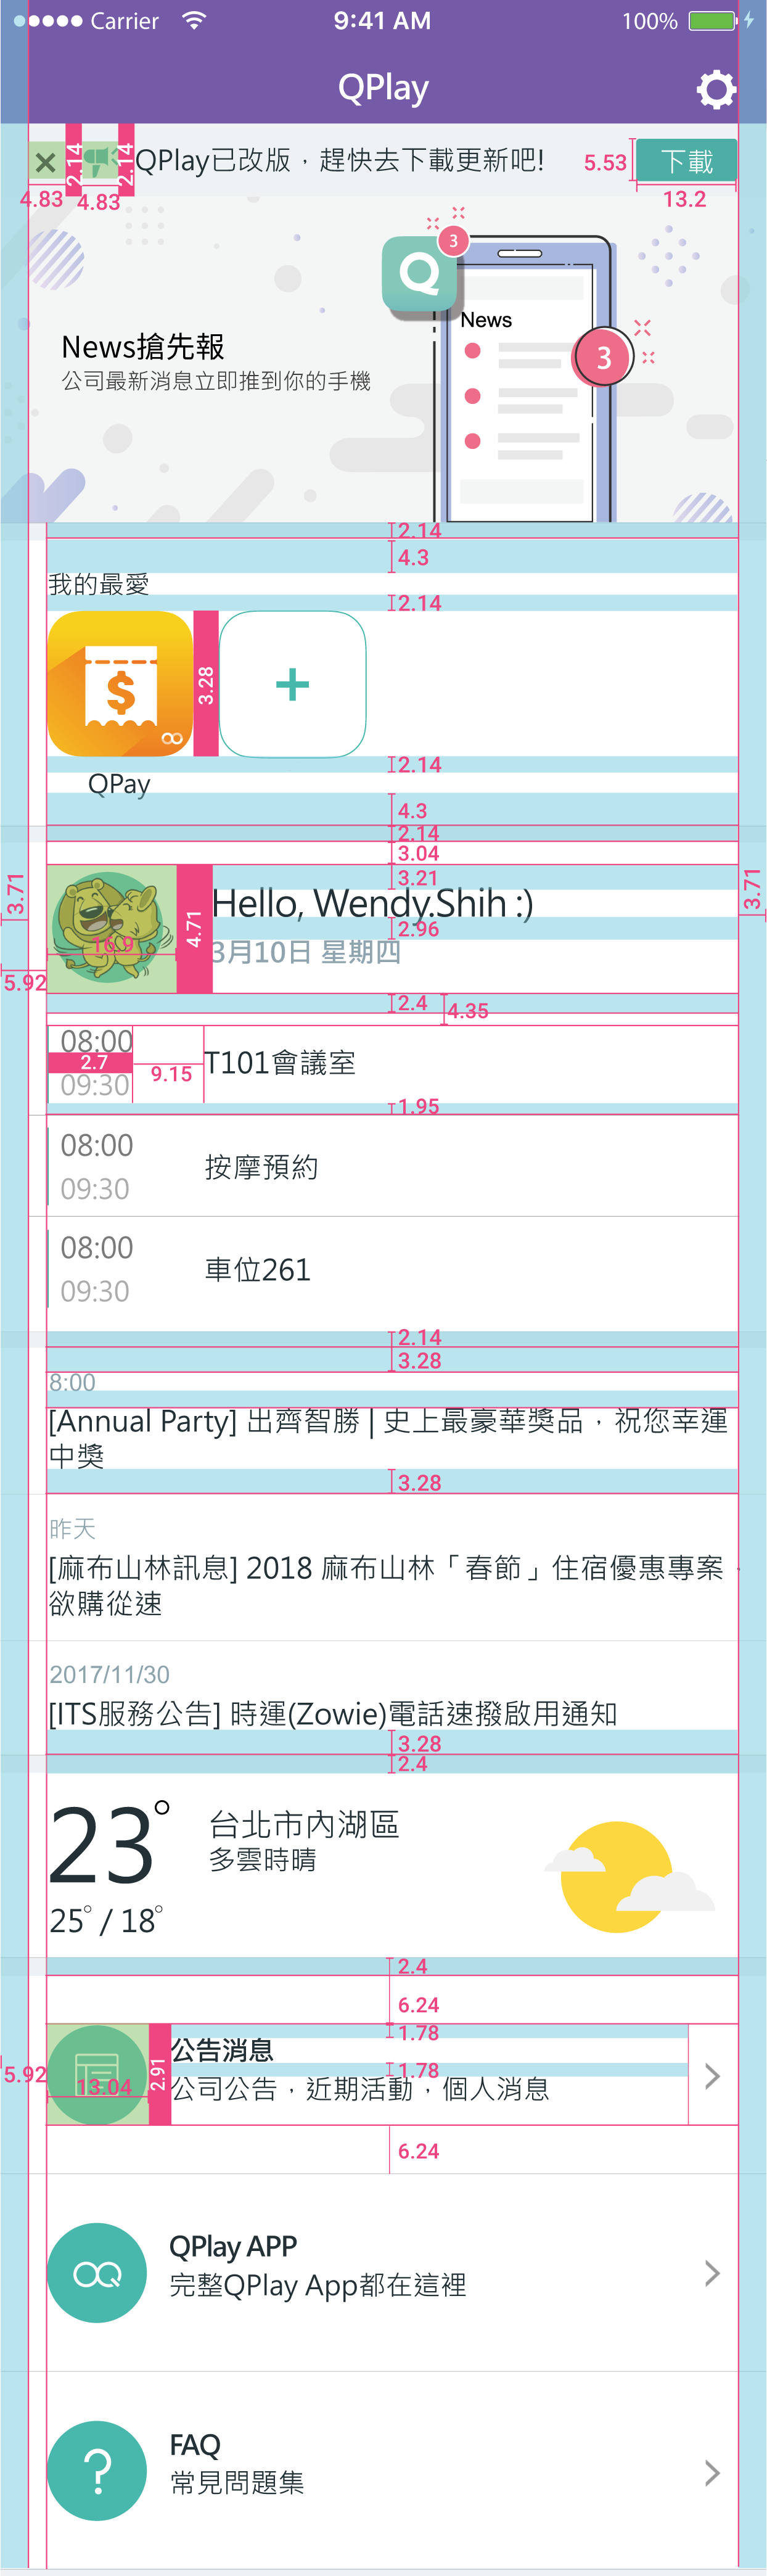 Carrier 9:41 AM 100%
QPlay
2.14 2.14 QPlay已改版，趕快去下載更新吧! 5.53 下載
4.83 4.83 13.2
3
Q
News
News搶先報
3
公司最新消息立即推到你的手機
2.14
4.3
我的最愛
2.14
$ 3.28 +
2.14
QPay
4.3
2.14
3.04
3.21
3.71 3.71
Hello, Wendy.Shih :)
4.71
2.96
16.9
3月10日 星期四
5.92
2.4 4.35
08:00
2.7 9.15 T101會議室
09:30
1.95
08:00
按摩預約
09:30
08:00
車位261
09:30
2.14
3.28
8:00
[Annual Party] 出齊智勝 | 史上最豪華獎品，祝您幸運
中獎
3.28
昨天
[麻布山林訊息] 2018 麻布山林「春節」住宿優惠專案，
欲購從速
2017/11/30
[ITS服務公告] 時運(Zowie)電話速撥啟用通知
3.28
2.4
23°
台北市內湖區
多雲時晴
25° / 18°
2.4
6.24
1.78
公告消息
5.92 13.04 2.91 1.78
公司公告，近期活動，個人消息
6.24
QPlay APP
完整QPlay App都在這裡
FAQ
?
常見問題集